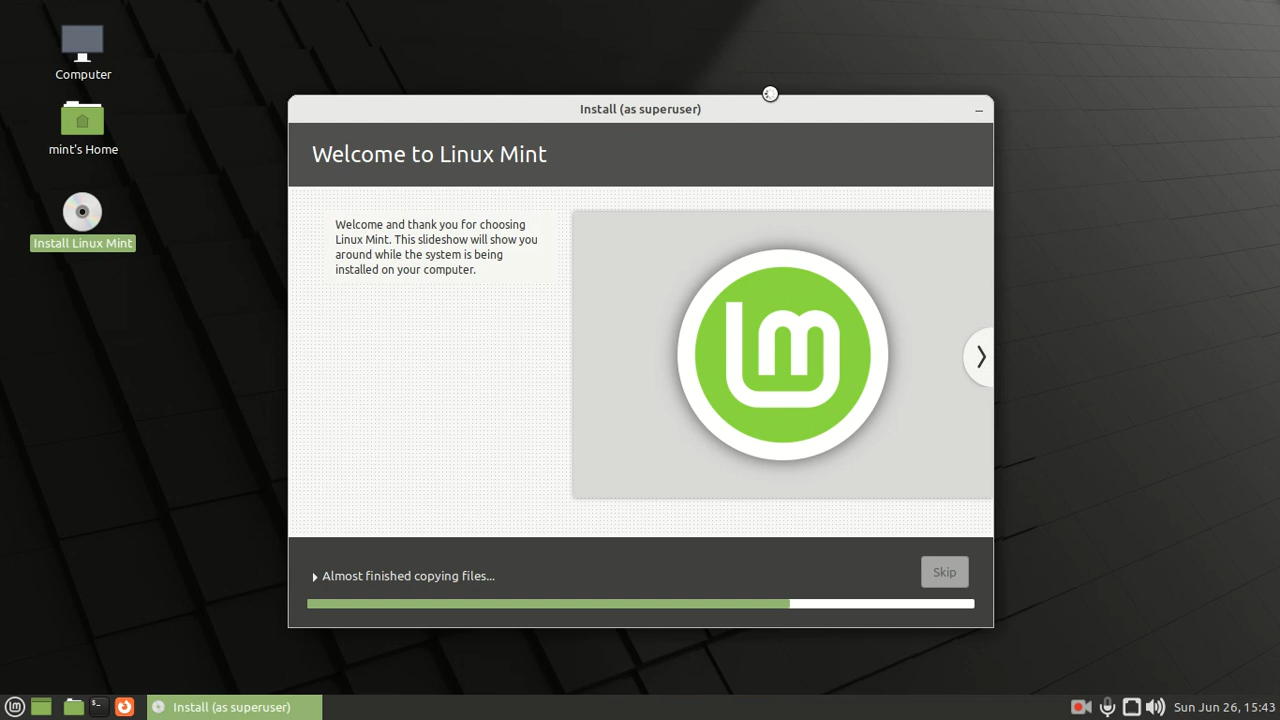 Computer
mint's Home
Install Linux Mint
Install (as superuser)
Welcome to Linux Mint
Welcome and thank you for choosing
Linux Mint. This slideshow will show you
around while the system is being
installed on your computer.
Almost finished copying files...
Skip
Install (as superuser)
Sun Jun 26, 15:43